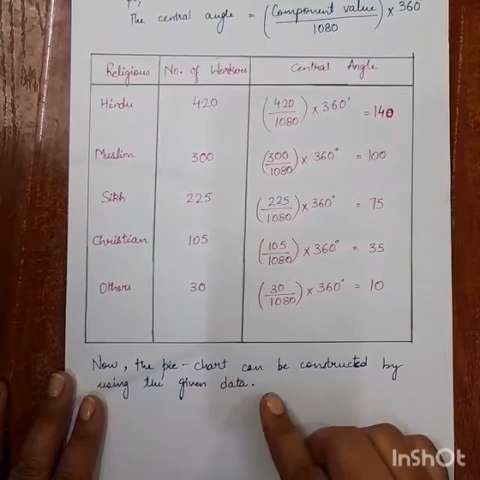 The central angle = (Component value / 1080) × 360
Religious No. of Workers Central Angle
Hindu 420 (420/1080) × 360° = 140
Muslim 300 (300/1080) × 360° = 100
Sikh 225 (225/1080) × 360° = 75
Christian 105 (105/1080) × 360° = 35
Others 30 (30/1080) × 360° = 10
Now, the pie-chart can be constructed by
using the given data.
InShOt